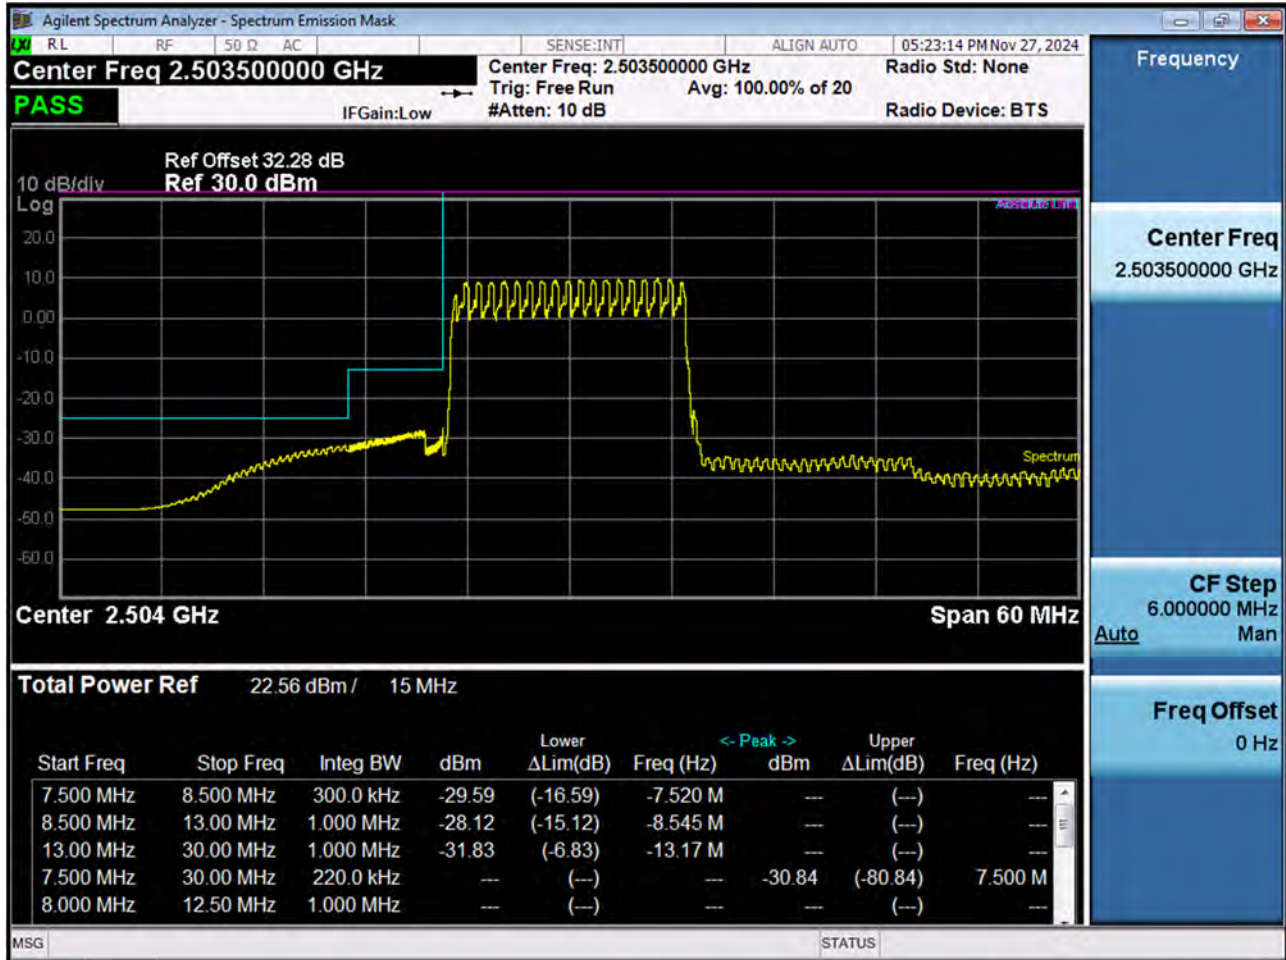 Agilent Spectrum Analyzer - Spectrum Emission Mask
LXI RL RF 50 Ω AC SENSE:INT ALIGN AUTO 05:23:14 PM Nov 27, 2024
Center Freq 2.503500000 GHz Center Freq: 2.503500000 GHz Radio Std: None
Trig: Free Run Avg: 100.00% of 20
PASS IFGain:Low #Atten: 10 dB Radio Device: BTS
Ref Offset 32.28 dB
10 dB/div Ref 30.0 dBm
Log
20.0
10.0
0.00
-10.0
-20.0
-30.0
Spectrum
-40.0
-50.0
-60.0
Center 2.504 GHz Span 60 MHz
Total Power Ref 22.56 dBm / 15 MHz
Lower <- Peak -> Upper
Start Freq Stop Freq Integ BW dBm ΔLim(dB) Freq (Hz) dBm ΔLim(dB) Freq (Hz)
7.500 MHz 8.500 MHz 300.0 kHz -29.59 (-16.59) -7.520 M --- (---) ---
8.500 MHz 13.00 MHz 1.000 MHz -28.12 (-15.12) -8.545 M --- (---) ---
13.00 MHz 30.00 MHz 1.000 MHz -31.83 (-6.83) -13.17 M --- (---) ---
7.500 MHz 30.00 MHz 220.0 kHz --- (---) --- -30.84 (-80.84) 7.500 M
8.000 MHz 12.50 MHz 1.000 MHz --- (---) --- --- (---) ---
MSG STATUS
Frequency
Center Freq
2.503500000 GHz
CF Step
6.000000 MHz
Auto Man
Freq Offset
0 Hz